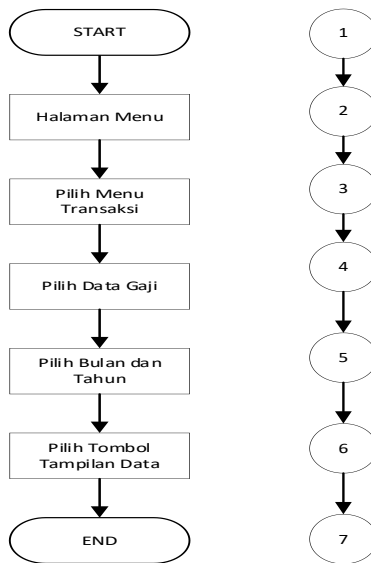 START
Halaman Menu
Pilih Menu
Transaksi
Pilih Data Gaji
Pilih Bulan dan
Tahun
Pilih Tombol
Tampilan Data
END
1
2
3
4
5
6
7